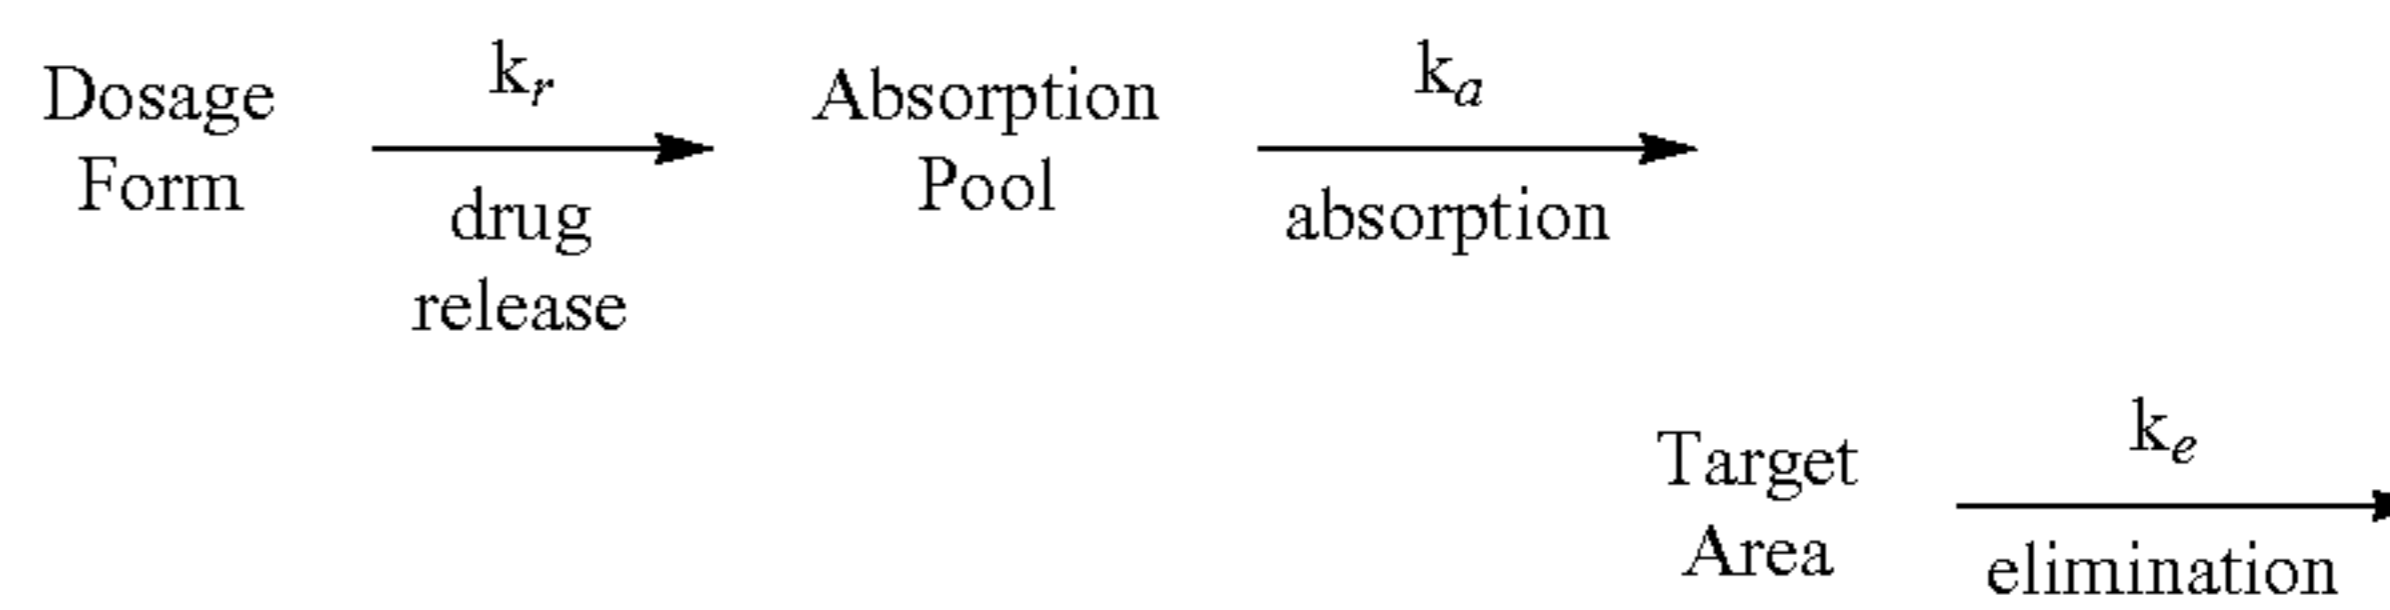 Dosage
Form
k_r
drug
release
Absorption
Pool
k_a
absorption
Target
Area
k_e
elimination